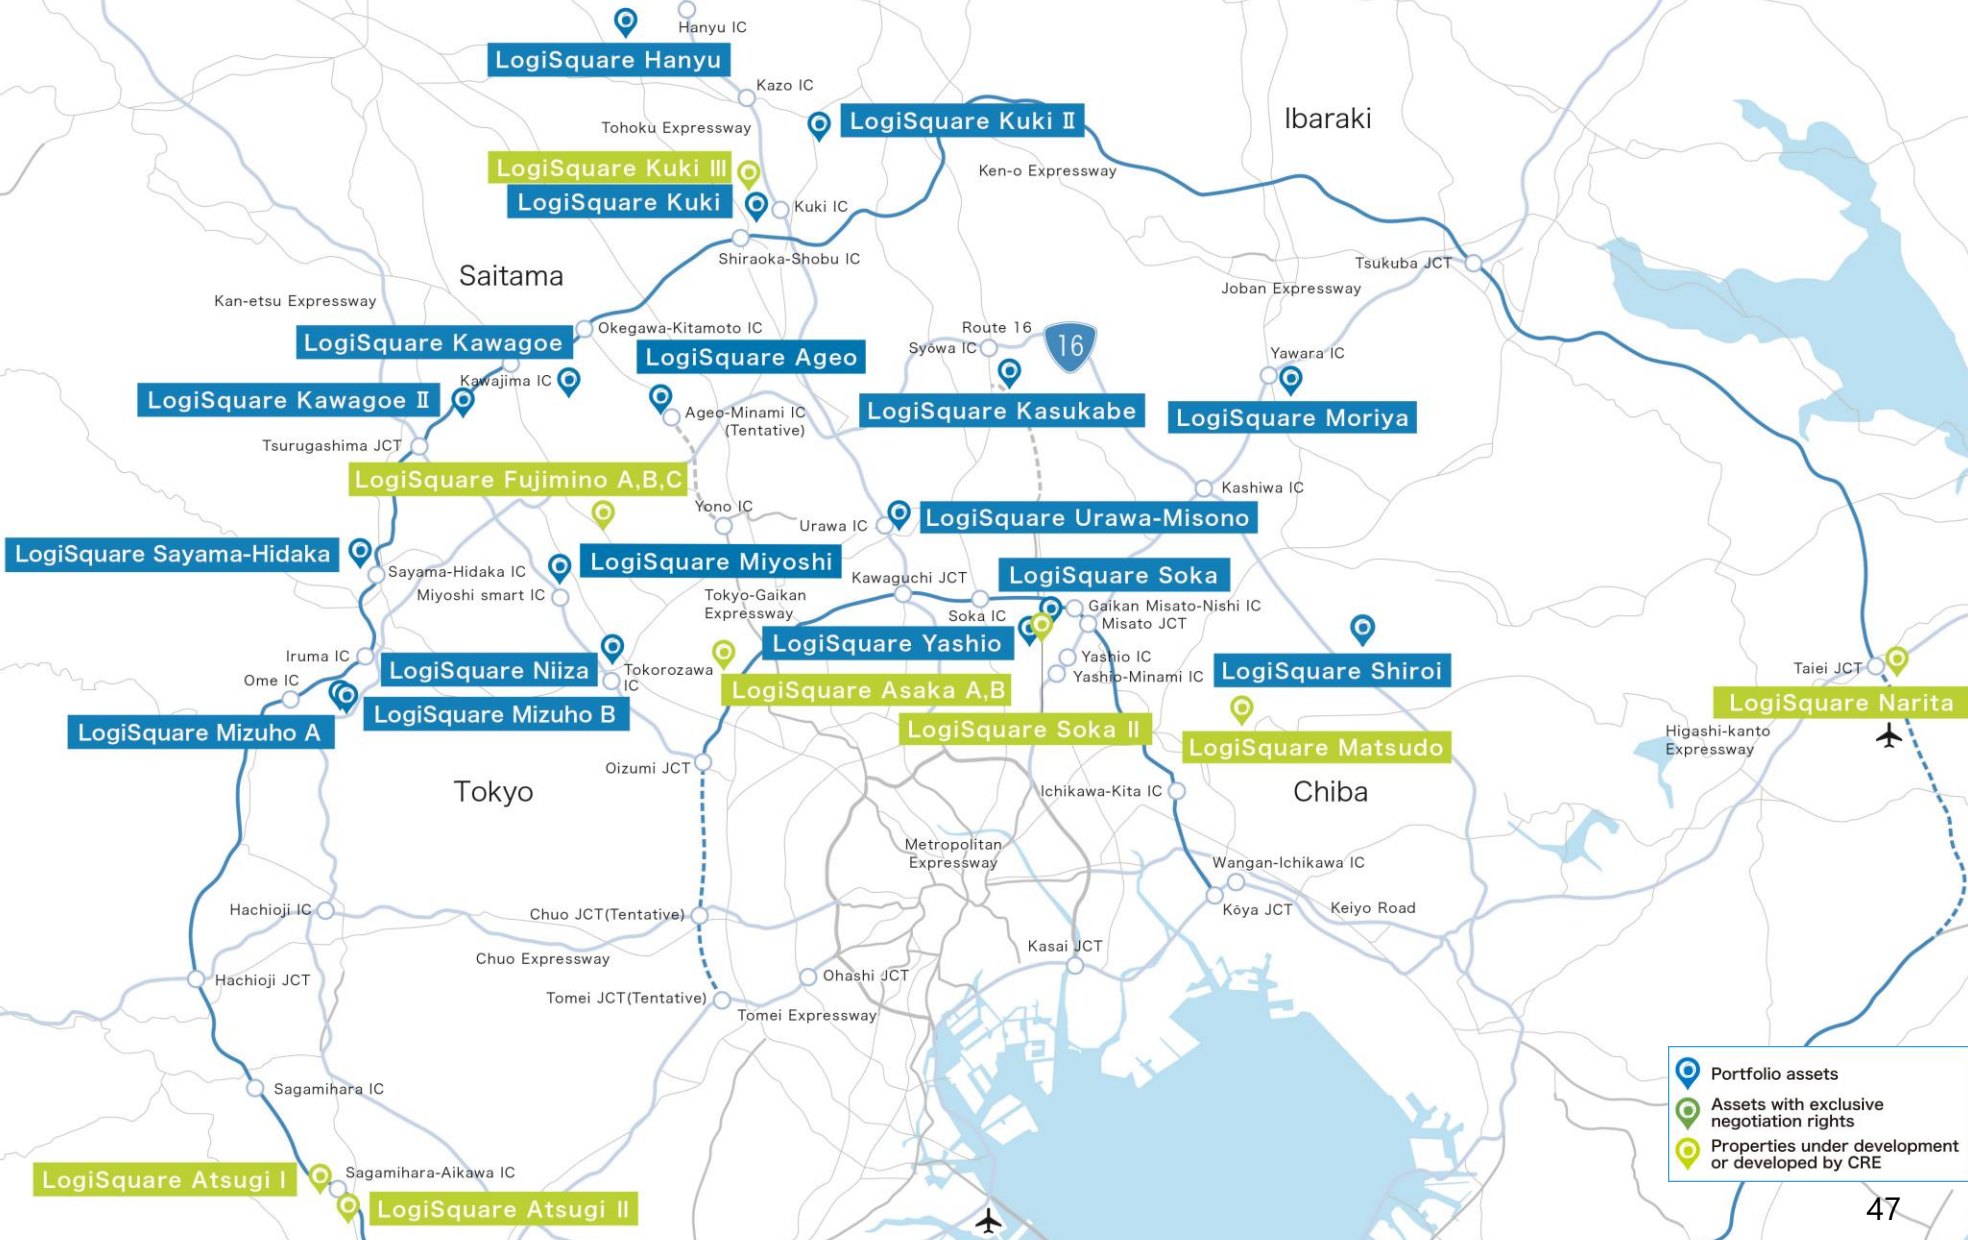 Hanyu IC
LogiSquare Hanyu
Kazo IC
LogiSquare Kuki Ⅱ
Ibaraki
Tohoku Expressway
LogiSquare Kuki Ⅲ
Ken-o Expressway
LogiSquare Kuki
Kuki IC
Shiraoka-Shobu IC
Saitama
Tsukuba JCT
Kan-etsu Expressway
Joban Expressway
LogiSquare Kawagoe
Okegawa-Kitamoto IC
Route 16
Syōwa IC
16
LogiSquare Ageo
Yawara IC
Kawajima IC
LogiSquare Kawagoe Ⅱ
Ageo-Minami IC
(Tentative)
LogiSquare Kasukabe
LogiSquare Moriya
Tsurugashima JCT
LogiSquare Fujimino A,B,C
Kashiwa IC
Yono IC
Urawa IC
LogiSquare Urawa-Misono
LogiSquare Sayama-Hidaka
LogiSquare Miyoshi
Sayama-Hidaka IC
Kawaguchi JCT
LogiSquare Soka
Miyoshi smart IC
Tokyo-Gaikan
Expressway
Soka IC
Gaikan Misato-Nishi IC
Misato JCT
LogiSquare Yashio
Iruma IC
LogiSquare Niiza
Tokorozawa
IC
Yashio IC
Yashio-Minami IC
LogiSquare Shiroi
Taiei JCT
Ome IC
LogiSquare Asaka A,B
LogiSquare Narita
LogiSquare Mizuho B
LogiSquare Mizuho A
LogiSquare Soka Ⅱ
LogiSquare Matsudo
Higashi-kanto
Expressway
Oizumi JCT
Tokyo
Ichikawa-Kita IC
Chiba
Metropolitan
Expressway
Wangan-Ichikawa IC
Hachioji IC
Chuo JCT(Tentative)
Kōya JCT
Keiyo Road
Kasai JCT
Chuo Expressway
Hachioji JCT
Ohashi JCT
Tomei JCT(Tentative)
Tomei Expressway
Sagamihara IC
Portfolio assets
Assets with exclusive
negotiation rights
Properties under development
or developed by CRE
LogiSquare Atsugi Ⅰ
Sagamihara-Aikawa IC
LogiSquare Atsugi Ⅱ
47